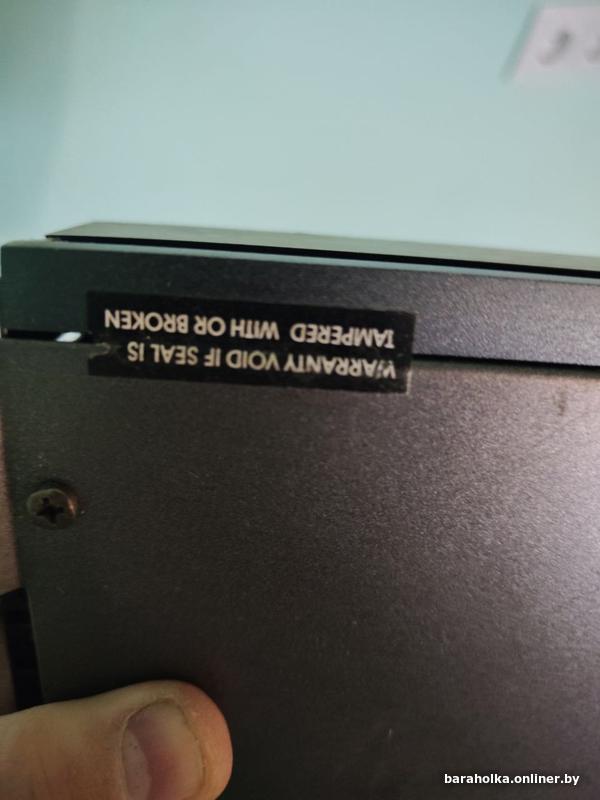 WARRANTY VOID IF SEAL IS
TAMPERED WITH OR BROKEN
baraholka.onliner.by